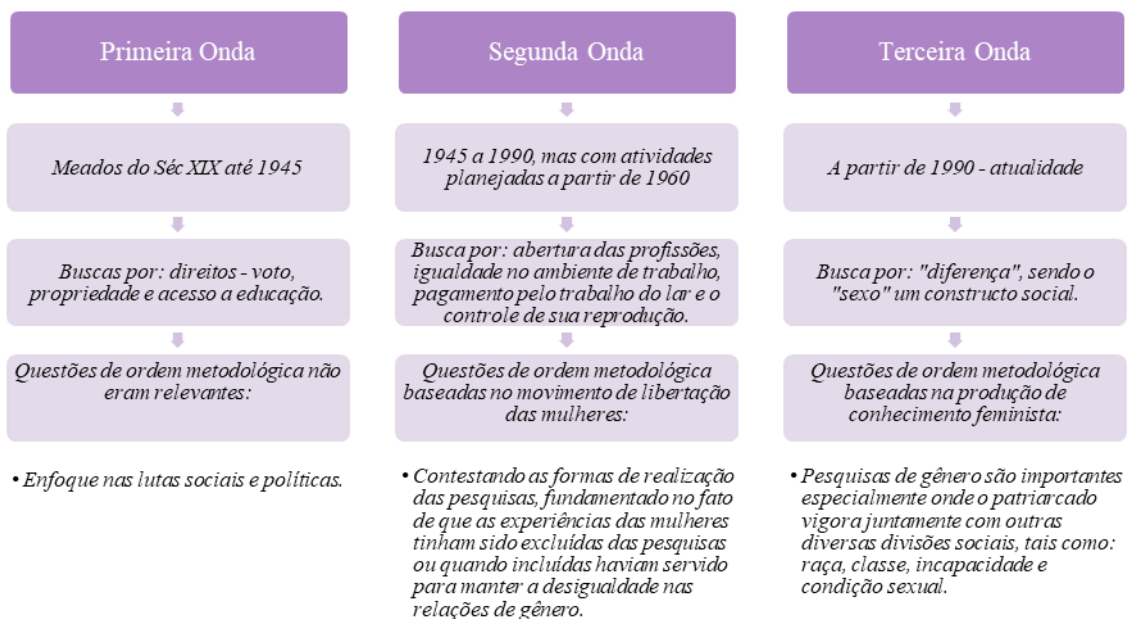 Primeira Onda
Meados do Séc XIX até 1945
Buscas por: direitos - voto,
propriedade e acesso a educação.
Questões de ordem metodológica não
eram relevantes:
• Enfoque nas lutas sociais e políticas.
Segunda Onda
1945 a 1990, mas com atividades
planejadas a partir de 1960
Busca por: abertura das profissões,
igualdade no ambiente de trabalho,
pagamento pelo trabalho do lar e o
controle de sua reprodução.
Questões de ordem metodológica
baseadas no movimento de libertação
das mulheres:
• Contestando as formas de realização
das pesquisas, fundamentado no fato
de que as experiências das mulheres
tinham sido excluídas das pesquisas
ou quando incluídas haviam servido
para manter a desigualdade nas
relações de gênero.
Terceira Onda
A partir de 1990 - atualidade
Busca por: "diferença", sendo o
"sexo" um constructo social.
Questões de ordem metodológica
baseadas na produção de
conhecimento feminista:
• Pesquisas de gênero são importantes
especialmente onde o patriarcado
vigora juntamente com outras
diversas divisões sociais, tais como:
raça, classe, incapacidade e
condição sexual.